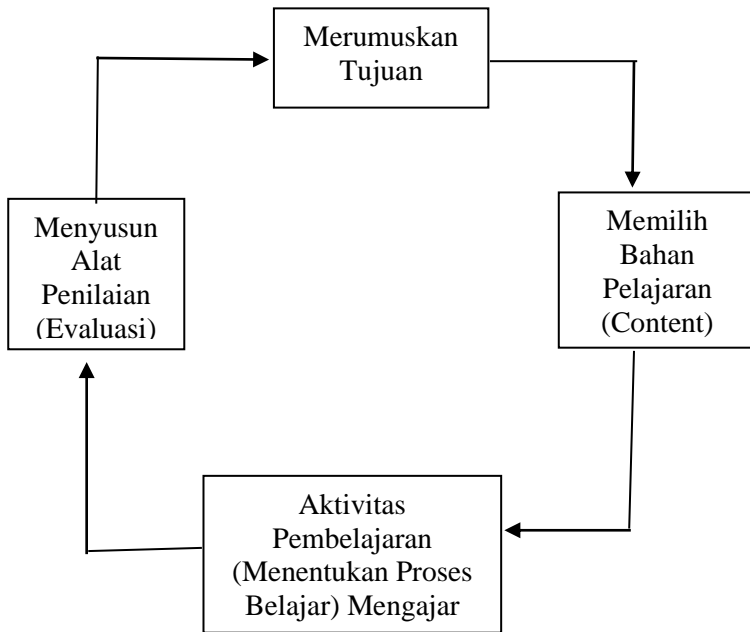 Merumuskan
Tujuan
Memilih
Bahan
Pelajaran
(Content)
Aktivitas
Pembelajaran
(Menentukan Proses
Belajar) Mengajar
Menyusun
Alat
Penilaian
(Evaluasi)